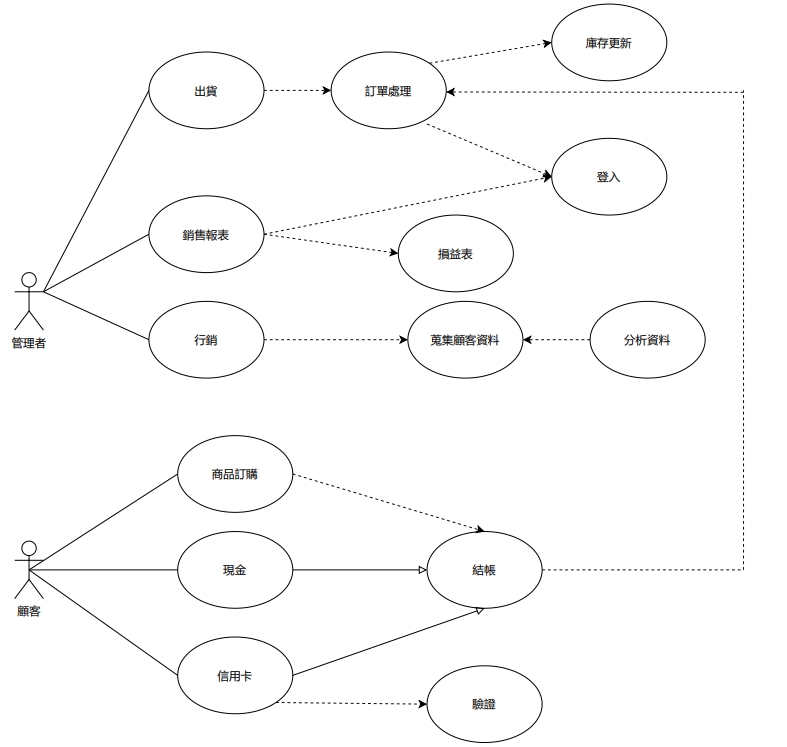 庫存更新
出貨
訂單處理
登入
銷售報表
損益表
管理者
行銷
蒐集顧客資料
分析資料
商品訂購
現金
結帳
顧客
信用卡
驗證